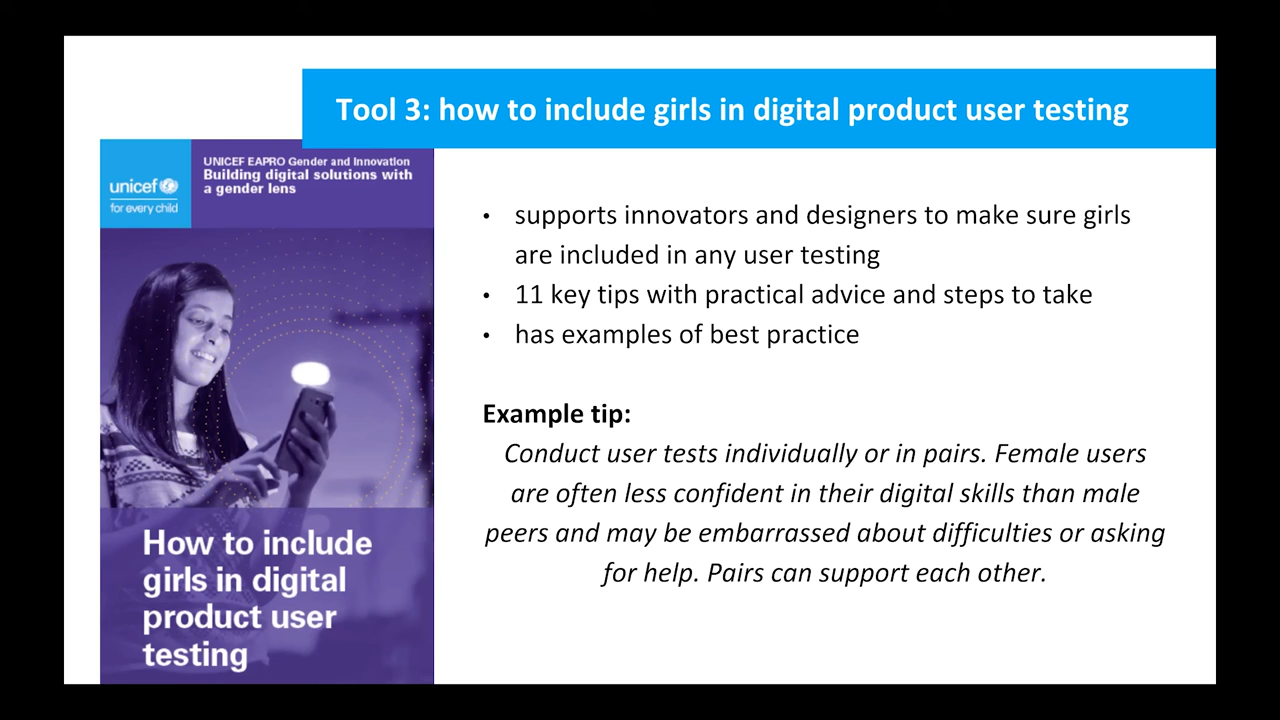 Tool 3: how to include girls in digital product user testing
unicef
for every child
UNICEF EAPRO Gender and Innovation
Building digital solutions with
a gender lens
How to include
girls in digital
product user
testing
• supports innovators and designers to make sure girls
are included in any user testing
• 11 key tips with practical advice and steps to take
• has examples of best practice
Example tip:
Conduct user tests individually or in pairs. Female users
are often less confident in their digital skills than male
peers and may be embarrassed about difficulties or asking
for help. Pairs can support each other.